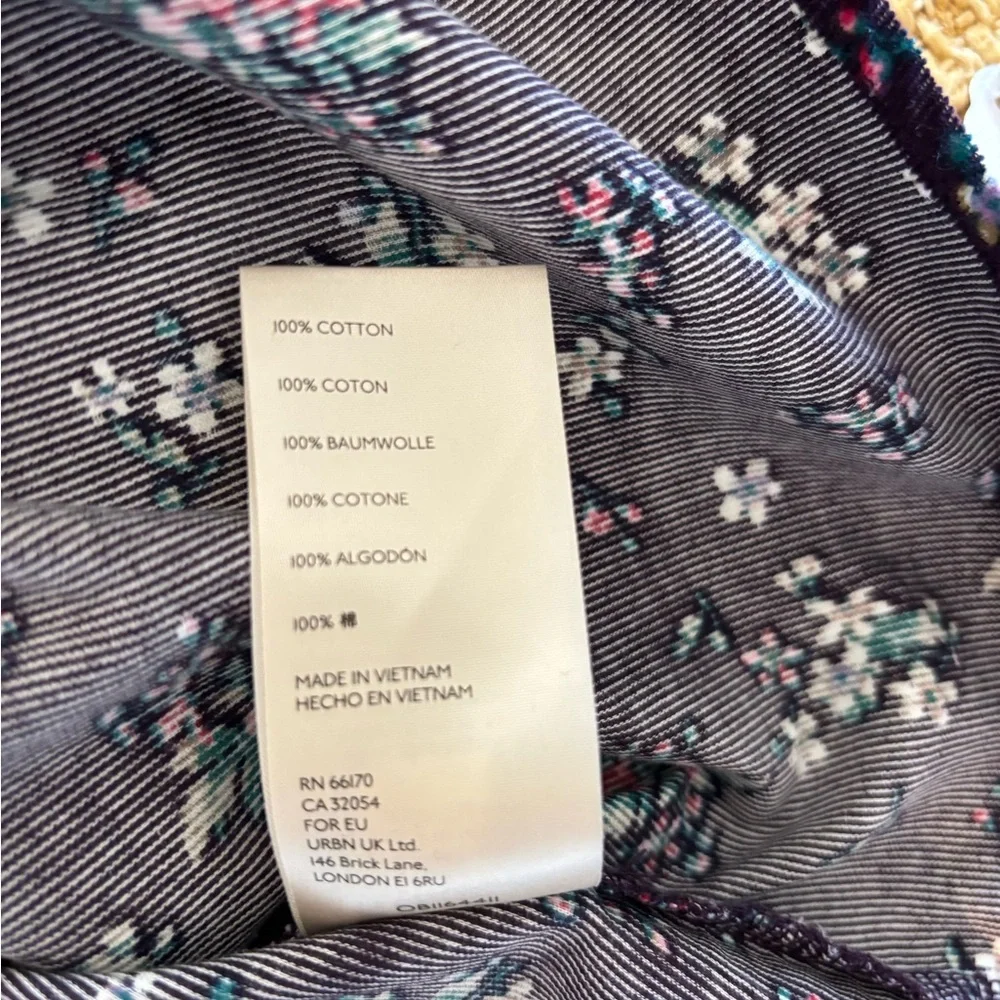 100% COTTON
100% COTON
100% BAUMWOLLE
100% COTONE
100% ALGODÓN
100% 棉
MADE IN VIETNAM
HECHO EN VIETNAM
RN 66170
CA 32054
FOR EU
URBN UK Ltd.
146 Brick Lane,
LONDON E1 6RU